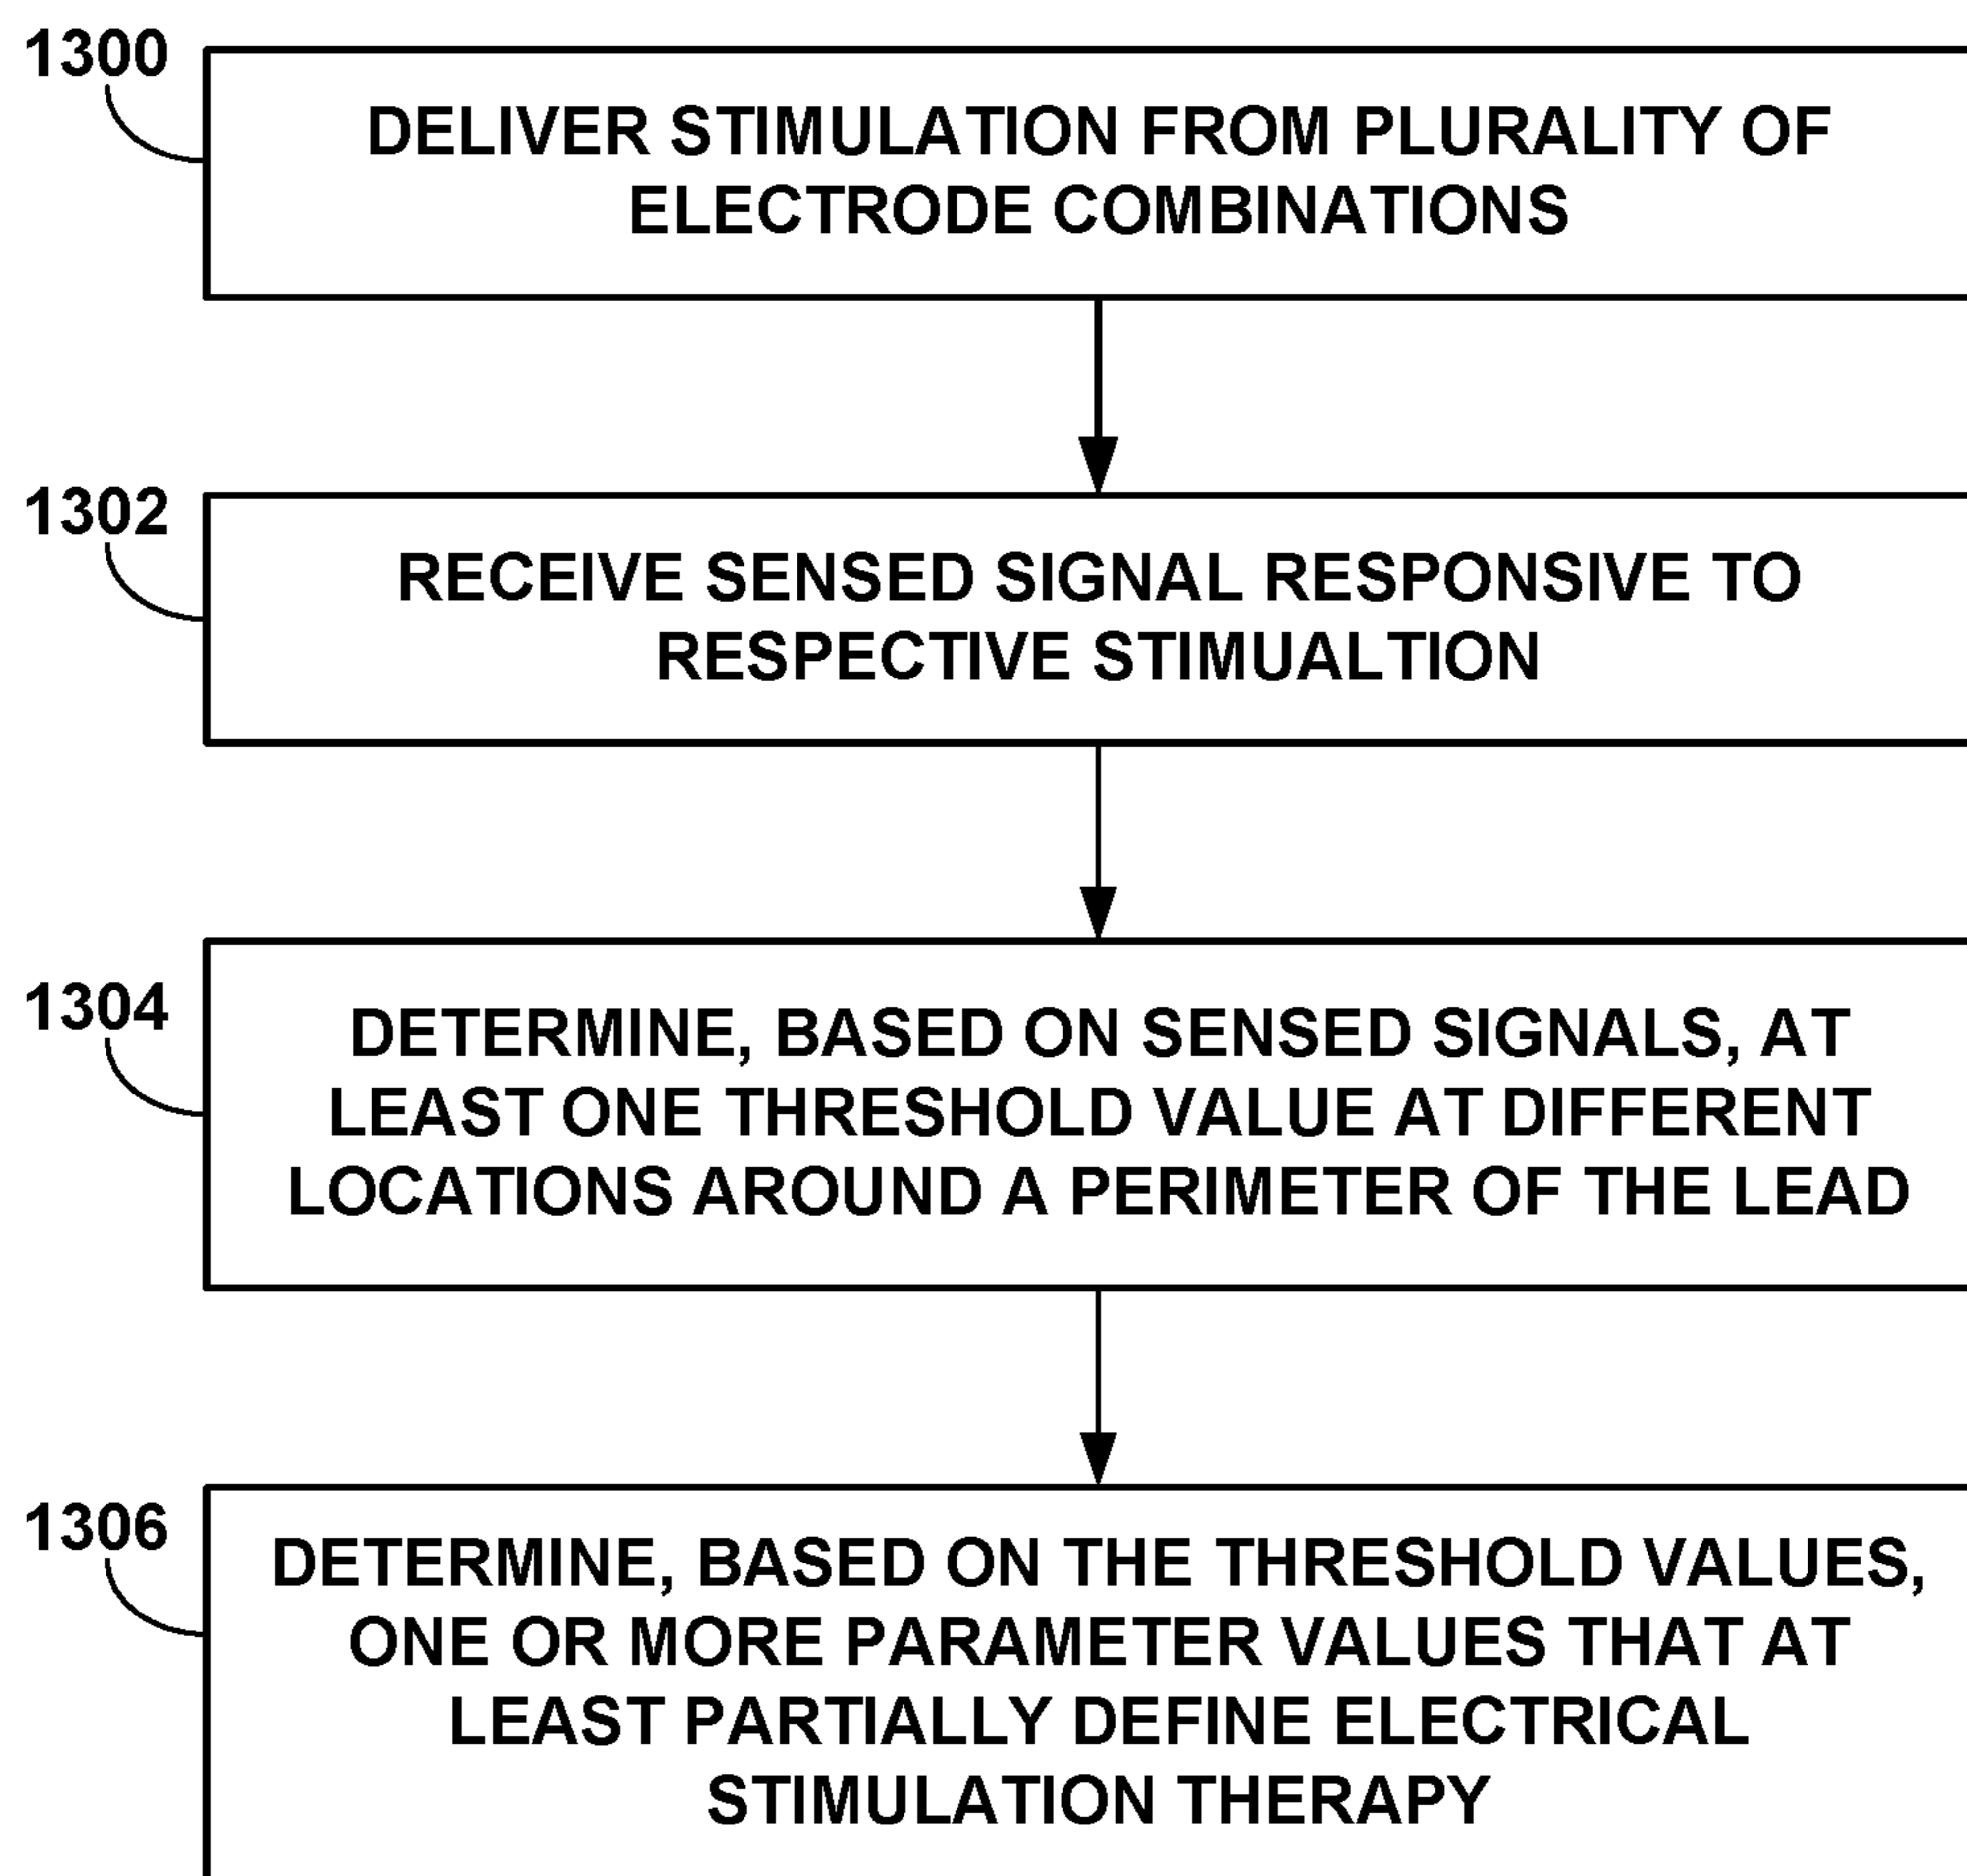 1300
DELIVER STIMULATION FROM PLURALITY OF
ELECTRODE COMBINATIONS
1302
RECEIVE SENSED SIGNAL RESPONSIVE TO
RESPECTIVE STIMUALTION
1304
DETERMINE, BASED ON SENSED SIGNALS, AT
LEAST ONE THRESHOLD VALUE AT DIFFERENT
LOCATIONS AROUND A PERIMETER OF THE LEAD
1306
DETERMINE, BASED ON THE THRESHOLD VALUES,
ONE OR MORE PARAMETER VALUES THAT AT
LEAST PARTIALLY DEFINE ELECTRICAL
STIMULATION THERAPY